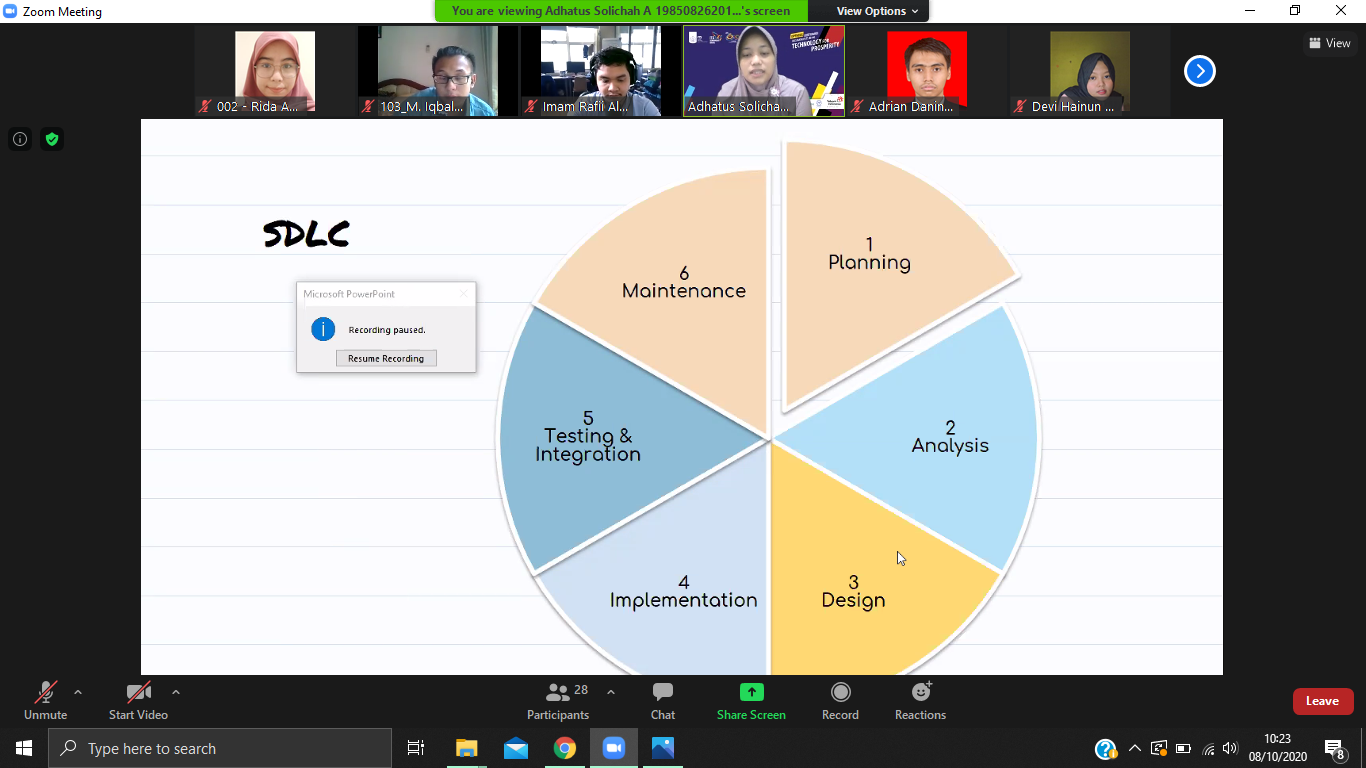 Zoom Meeting
You are viewing Adhatus Solichah A 19850826201...'s screen
View Options
View
002 - Rida A...
103_M. Iqbal...
Imam Rafii Al...
Adhatus Solicha...
Adrian Danin...
Devi Hainun ...
TECHNOLOGY FOR
PROSPERITY
SDLC
Microsoft PowerPoint
Recording paused.
Resume Recording
1
Planning
2
Analysis
3
Design
4
Implementation
5
Testing &
Integration
6
Maintenance
Unmute
Start Video
28
Participants
Chat
Share Screen
Record
Reactions
Leave
Type here to search
10:23
08/10/2020
8